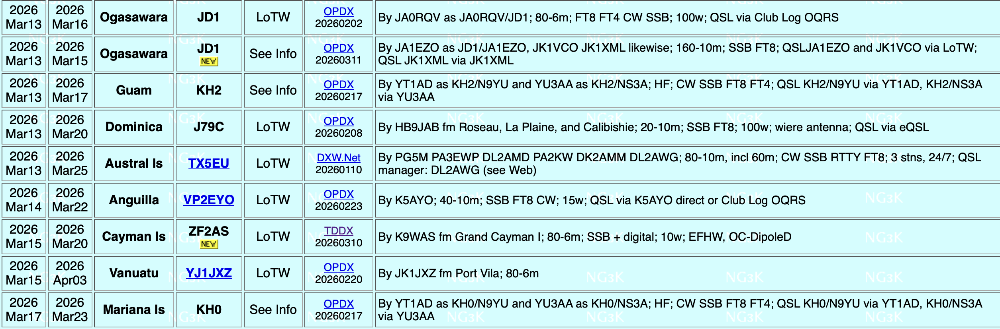 2026 Mar13 2026 Mar16 Ogasawara JD1 LoTW OPDX 20260202 By JA0RQV as JA0RQV/JD1; 80-6m; FT8 FT4 CW SSB; 100w; QSL via Club Log OQRS
2026 Mar13 2026 Mar15 Ogasawara JD1 NEW See Info OPDX 20260311 By JA1EZO as JD1/JA1EZO, JK1VCO JK1XML likewise; 160-10m; SSB FT8; QSLJA1EZO and JK1VCO via LoTW;
QSL JK1XML via JK1XML
2026 Mar13 2026 Mar17 Guam KH2 See Info OPDX 20260217 By YT1AD as KH2/N9YU and YU3AA as KH2/NS3A; HF; CW SSB FT8 FT4; QSL KH2/N9YU via YT1AD, KH2/NS3A
via YU3AA
2026 Mar13 2026 Mar20 Dominica J79C LoTW OPDX 20260208 By HB9JAB fm Roseau, La Plaine, and Calibishie; 20-10m; SSB FT8; 100w; wiere antenna; QSL via eQSL
2026 Mar13 2026 Mar25 Austral Is TX5EU LoTW DXW.Net 20260110 By PG5M PA3EWP DL2AMD PA2KW DK2AMM DL2AWG; 80-10m, incl 60m; CW SSB RTTY FT8; 3 stns, 24/7; QSL
manager: DL2AWG (see Web)
2026 Mar14 2026 Mar22 Anguilla VP2EYO LoTW OPDX 20260223 By K5AYO; 40-10m; SSB FT8 CW; 15w; QSL via K5AYO direct or Club Log OQRS
2026 Mar15 2026 Mar20 Cayman Is ZF2AS NEW LoTW TDDX 20260310 By K9WAS fm Grand Cayman I; 80-6m; SSB + digital; 10w; EFHW, OC-DipoleD
2026 Mar15 2026 Apr03 Vanuatu YJ1JXZ LoTW OPDX 20260220 By JK1JXZ fm Port Vila; 80-6m
2026 Mar17 2026 Mar23 Mariana Is KH0 See Info OPDX 20260217 By YT1AD as KH0/N9YU and YU3AA as KH0/NS3A; HF; CW SSB FT8 FT4; QSL KH0/N9YU via YT1AD, KH0/NS3A
via YU3AA